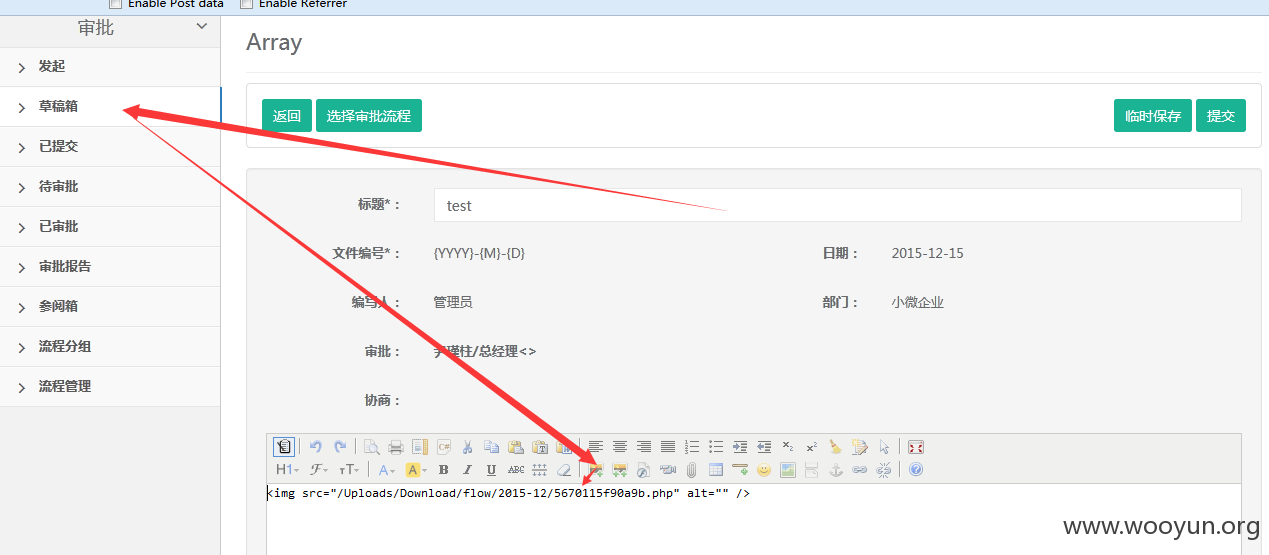 Enable Post data Enable Referrer
审批
Array
发起
草稿箱
返回 选择审批流程 临时保存 提交
已提交
待审批
标题*： test
已审批
文件编号*： {YYYY}-{M}-{D} 日期： 2015-12-15
审批报告
参阅箱
编写人： 管理员 部门： 小微企业
流程分组
审批： 瑾柱/总经理<>
流程管理
协商：
H1 F TT A A B I U ABC
<img src="/Uploads/Download/flow/2015-12/5670115f90a9b.php" alt="" />
www.wooyun.org